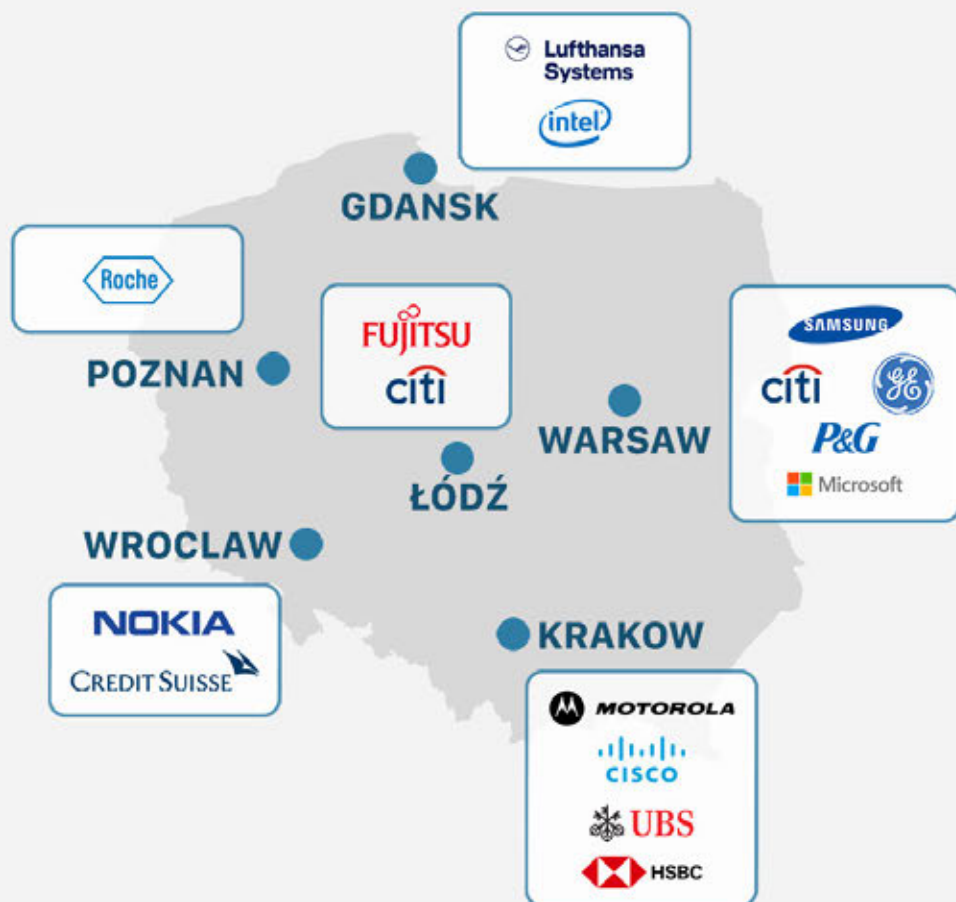 Lufthansa
Systems
intel
GDANSK
Roche
POZNAN
FUJITSU
citi
ŁÓDŹ
SAMSUNG
citi
GE
P&G
Microsoft
WARSAW
WROCLAW
NOKIA
CREDIT SUISSE
KRAKOW
MOTOROLA
CISCO
UBS
HSBC